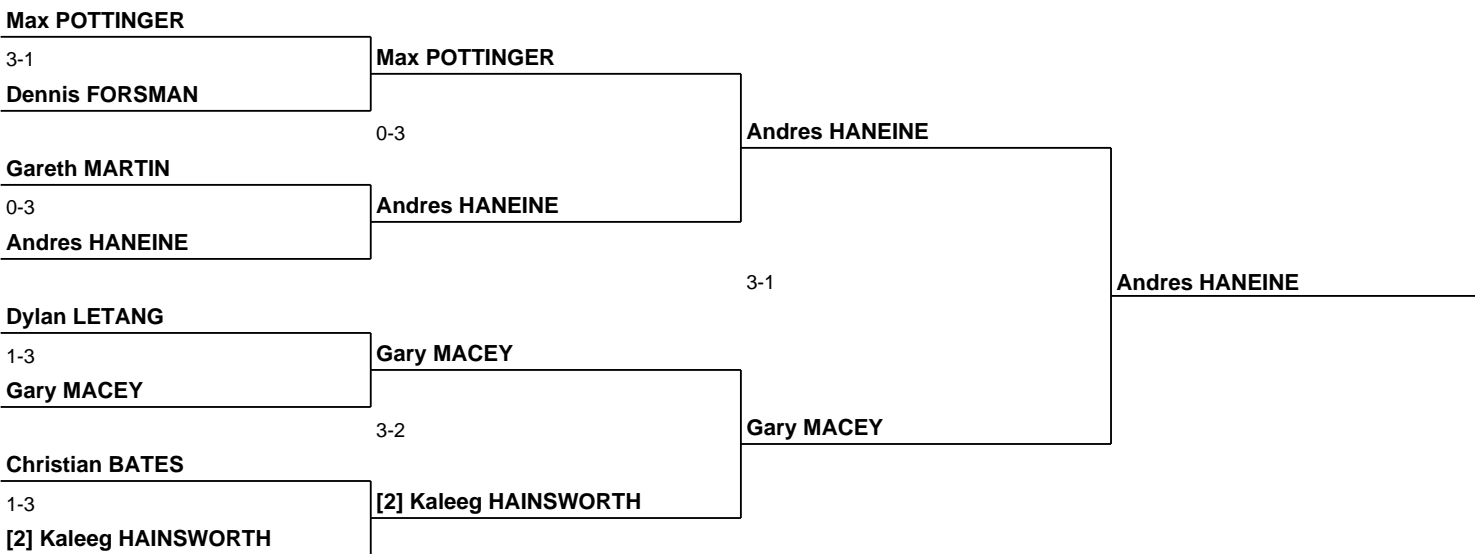 Max POTTINGER
3-1
Max POTTINGER
Dennis FORSMAN
0-3
Andres HANEINE
Gareth MARTIN
0-3
Andres HANEINE
Andres HANEINE
3-1
Andres HANEINE
Dylan LETANG
1-3
Gary MACEY
Gary MACEY
3-2
Gary MACEY
Christian BATES
1-3
[2] Kaleeg HAINSWORTH
[2] Kaleeg HAINSWORTH